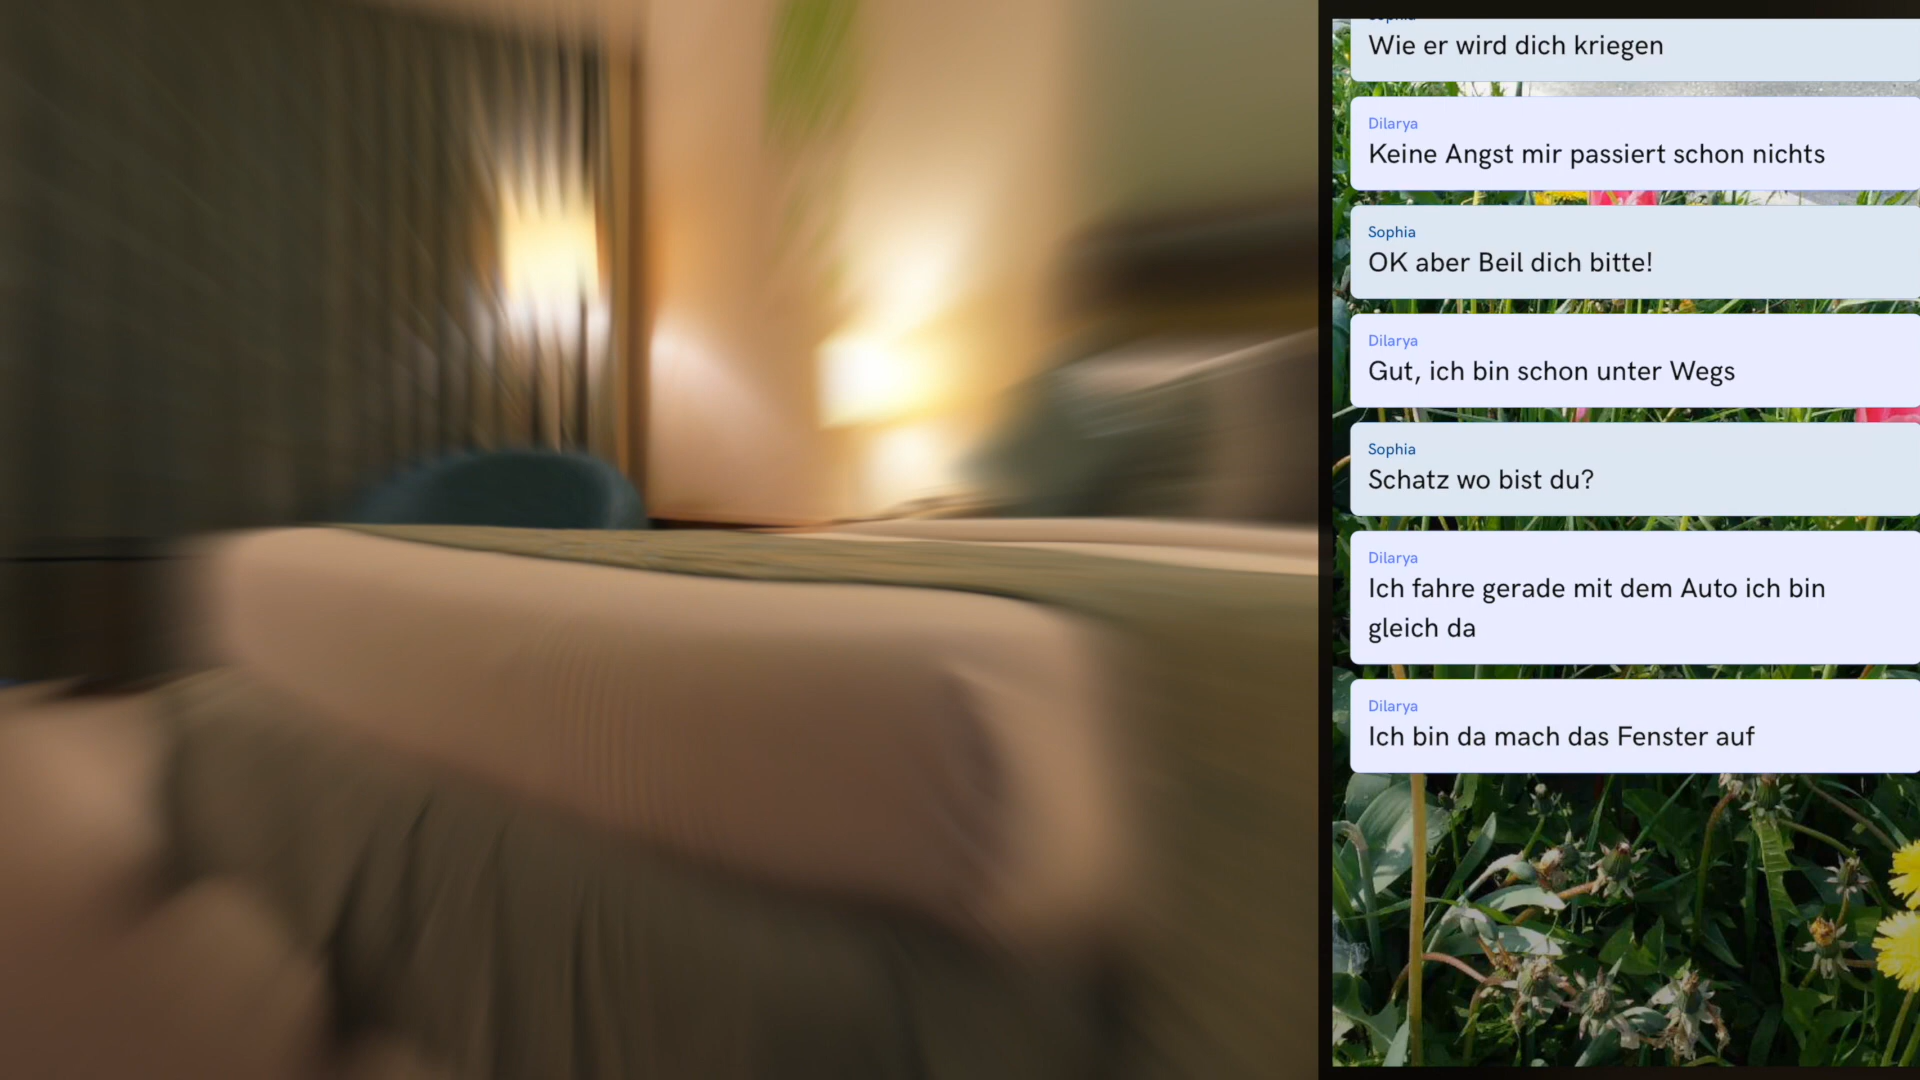 Sophia
Wie er wird dich kriegen
Dilarya
Keine Angst mir passiert schon nichts
Sophia
OK aber Beil dich bitte!
Dilarya
Gut, ich bin schon unter Wegs
Sophia
Schatz wo bist du?
Dilarya
Ich fahre gerade mit dem Auto ich bin
gleich da
Dilarya
Ich bin da mach das Fenster auf